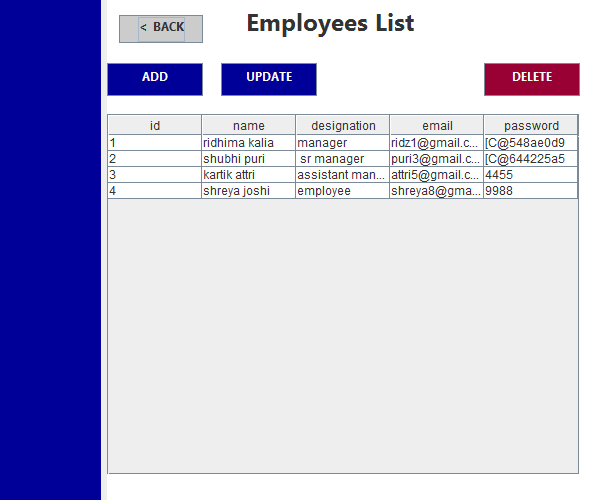 < BACK
Employees List
ADD UPDATE DELETE
id name designation email password
1 ridhima kalia manager ridz1@gmail.c... [C@548ae0d9
2 shubhi puri sr manager puri3@gmail.c... [C@644225a5
3 kartik attri assistant man... attri5@gmail.c... 4455
4 shreya joshi employee shreya8@gma... 9988